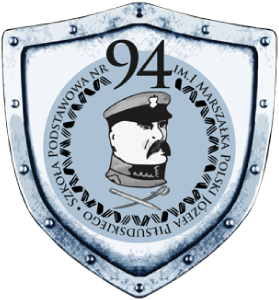 SZKOŁA PODSTAWOWA NR
94
IM. I MARSZAŁKA POLSKI JÓZEFA PIŁSUDSKIEGO